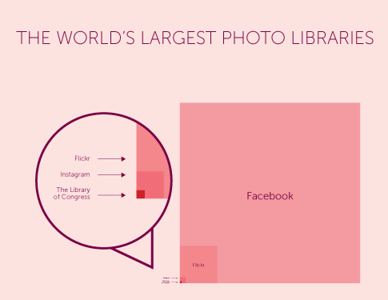 THE WORLD'S LARGEST PHOTO LIBRARIES
Flickr
Instagram
The Library
of Congress
Facebook
Flickr